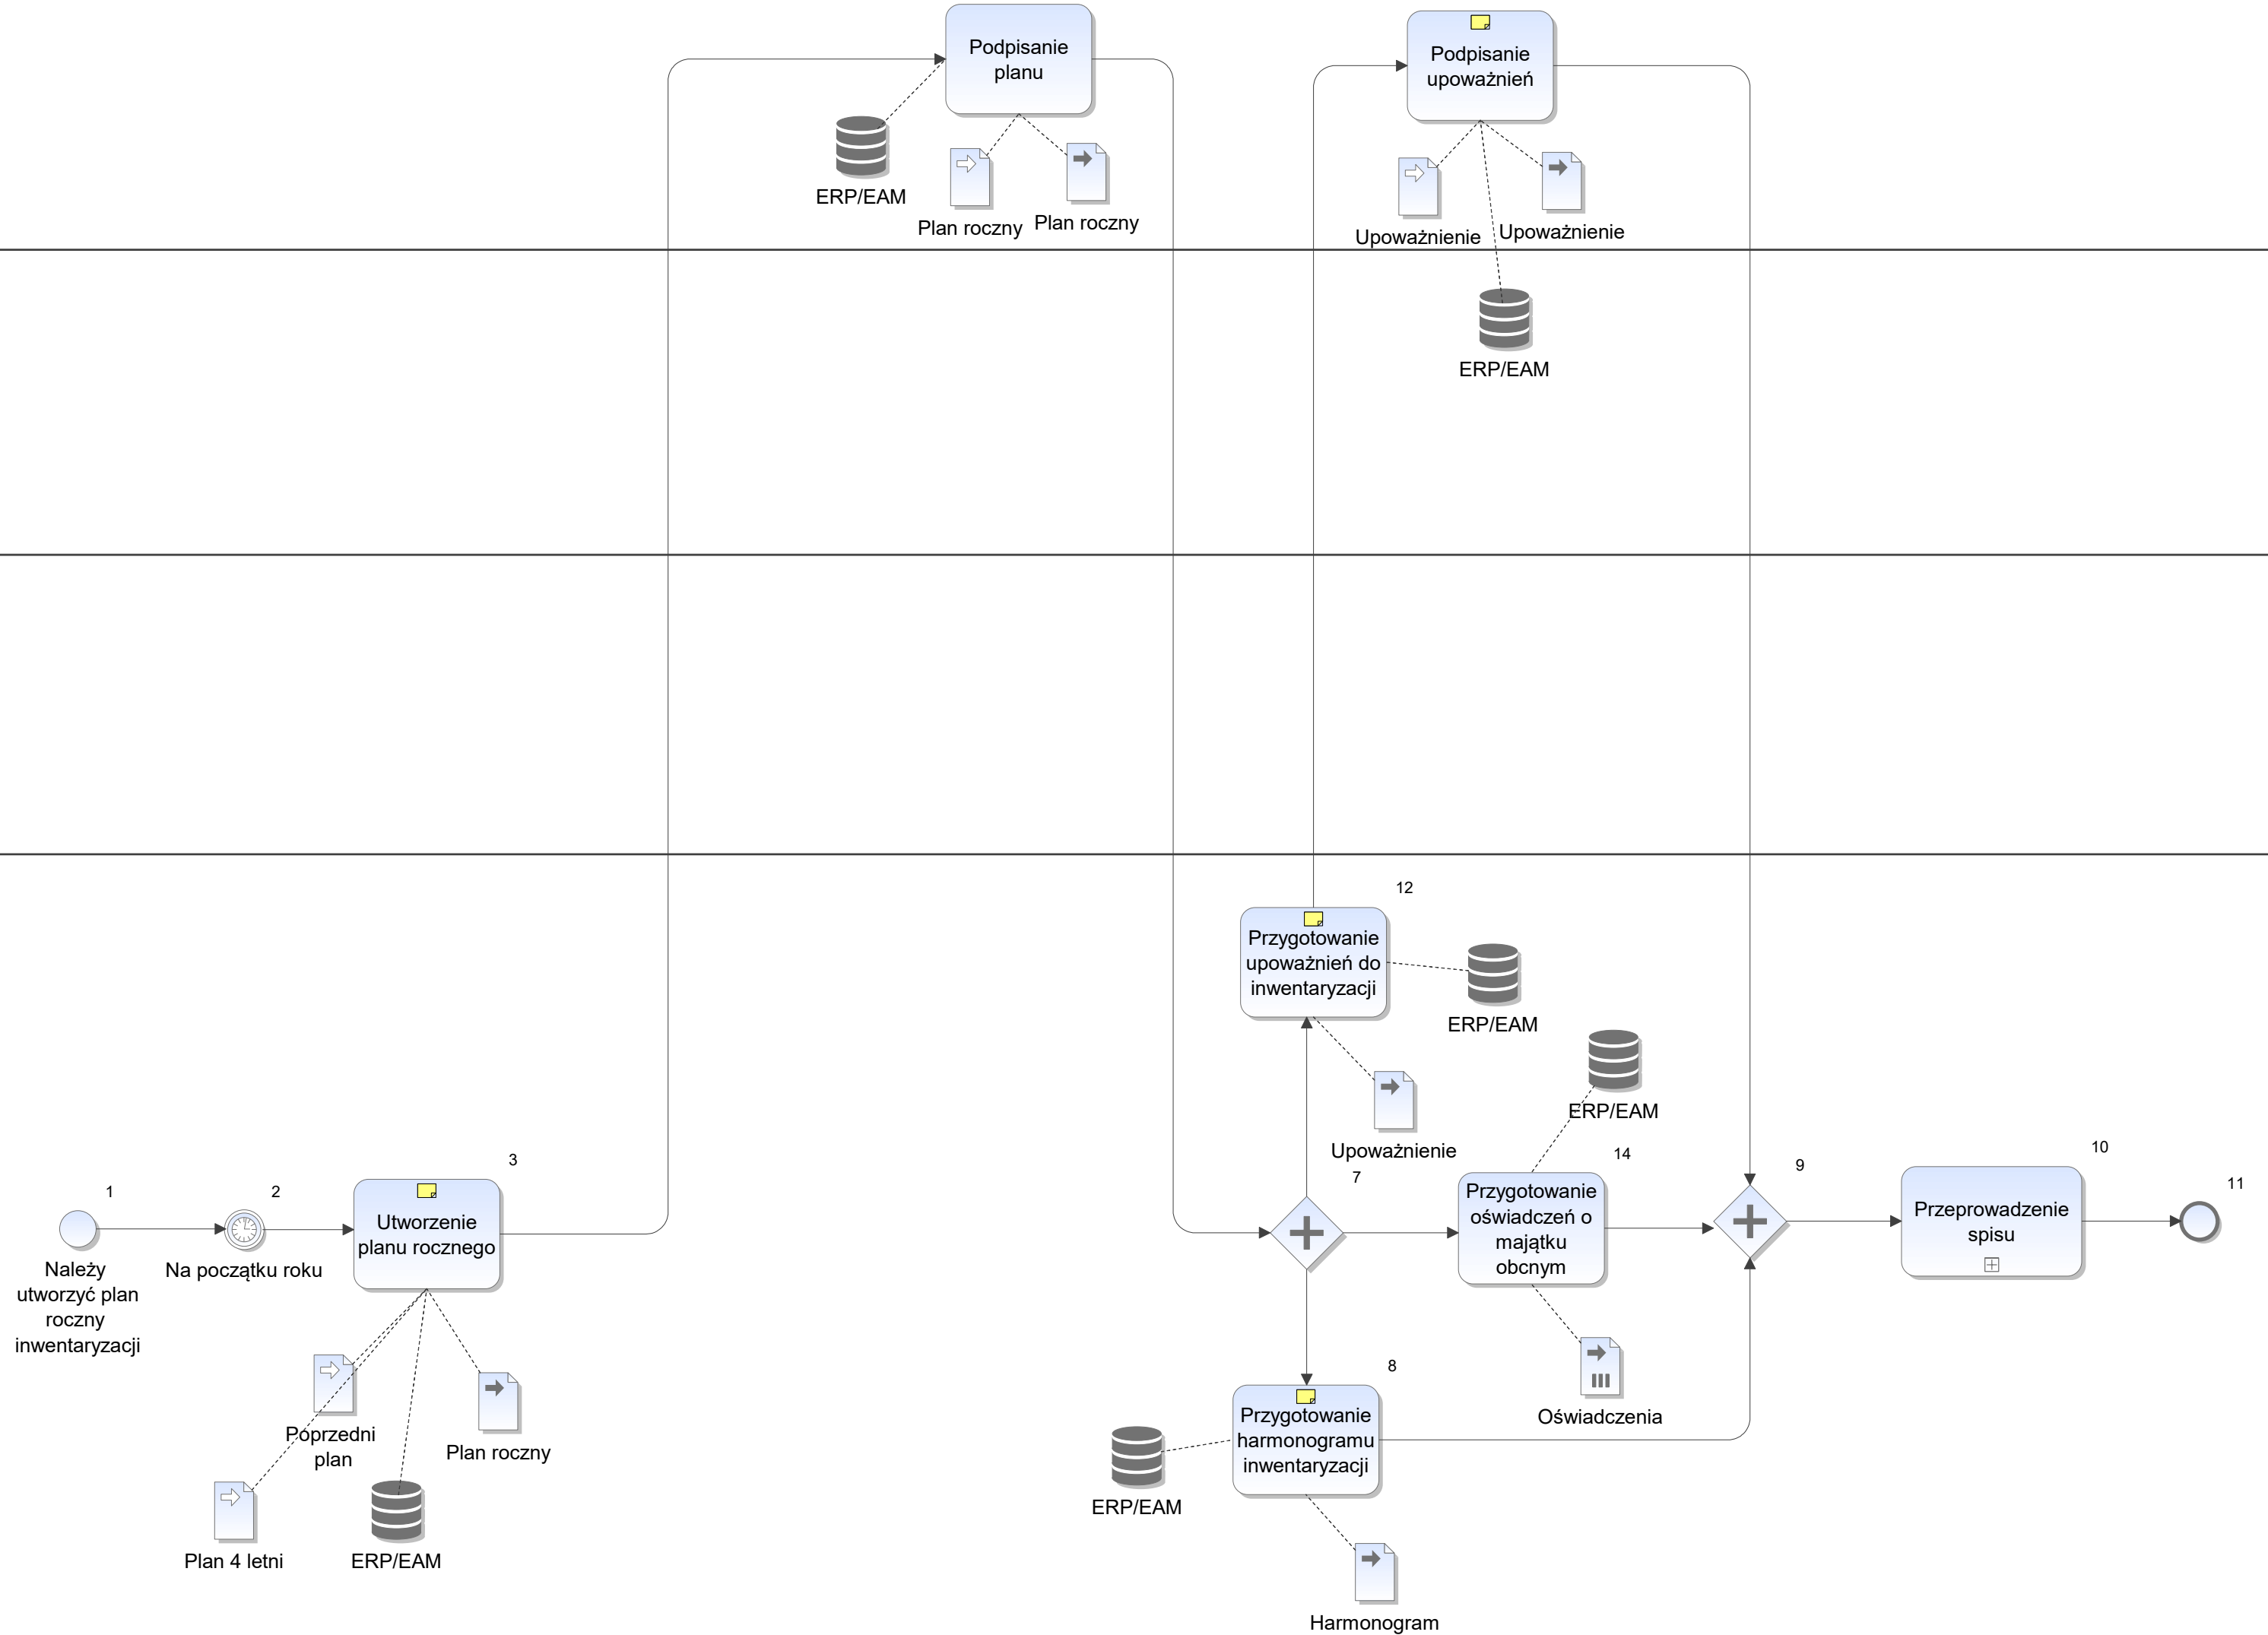 Podpisanie
planu
ERP/EAM
Plan roczny
Plan roczny
Podpisanie
upoważnień
Upoważnienie
Upoważnienie
ERP/EAM
12
Przygotowanie
upoważnień do
inwentaryzacji
ERP/EAM
Upoważnienie
ERP/EAM
1
Należy
utworzyć plan
roczny
inwentaryzacji
2
Na początku roku
3
Utworzenie
planu rocznego
Poprzedni
plan
Plan roczny
Plan 4 letni
ERP/EAM
7
14
Przygotowanie
oświadczeń o
majątku
obcnym
Oświadczenia
8
Przygotowanie
harmonogramu
inwentaryzacji
ERP/EAM
Harmonogram
9
10
Przeprowadzenie
spisu
11